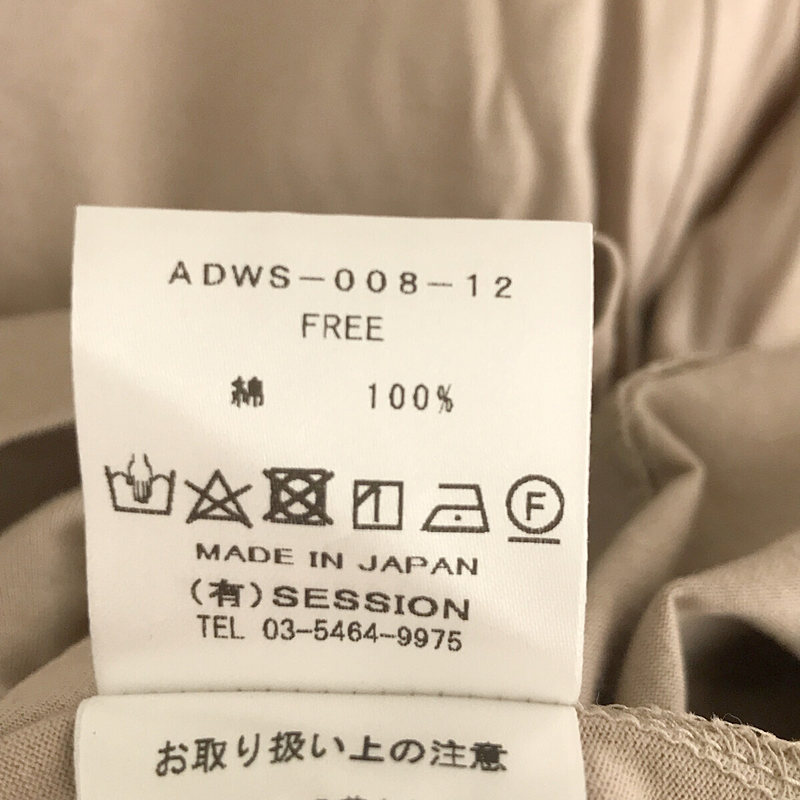 ADWS-008-12
FREE
綿 100%
F
MADE IN JAPAN
(有)SESSION
TEL 03-5464-9975
お取り扱い上の注意